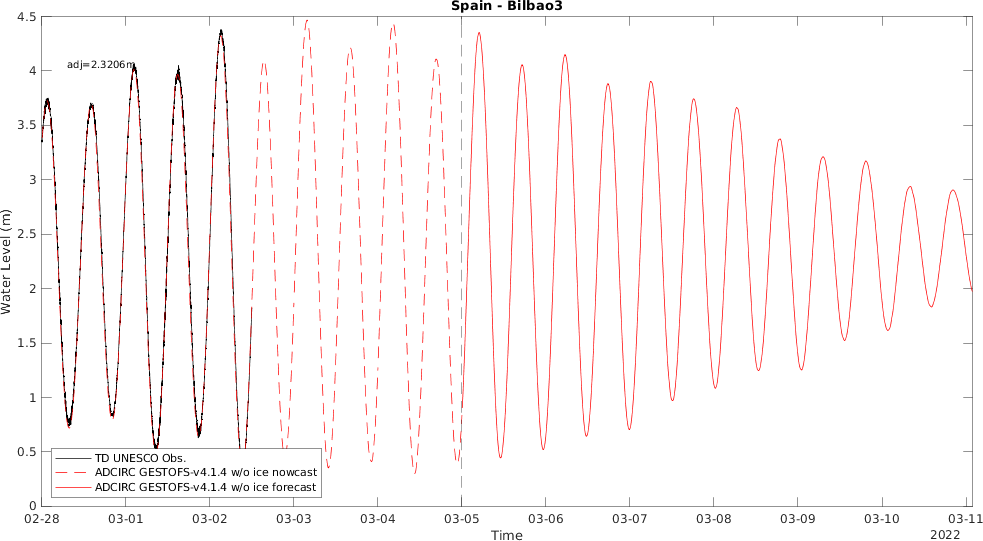 Spain - Bilbao3
4.5
4
3.5
3
2.5
2
1.5
1
0.5
0
Water Level (m)
adj=2.3206m
TD UNESCO Obs.
ADCIRC GESTOFS-v4.1.4 w/o ice nowcast
ADCIRC GESTOFS-v4.1.4 w/o ice forecast
02-28 03-01 03-02 03-03 03-04 03-05 03-06 03-07 03-08 03-09 03-10 03-11
2022
Time